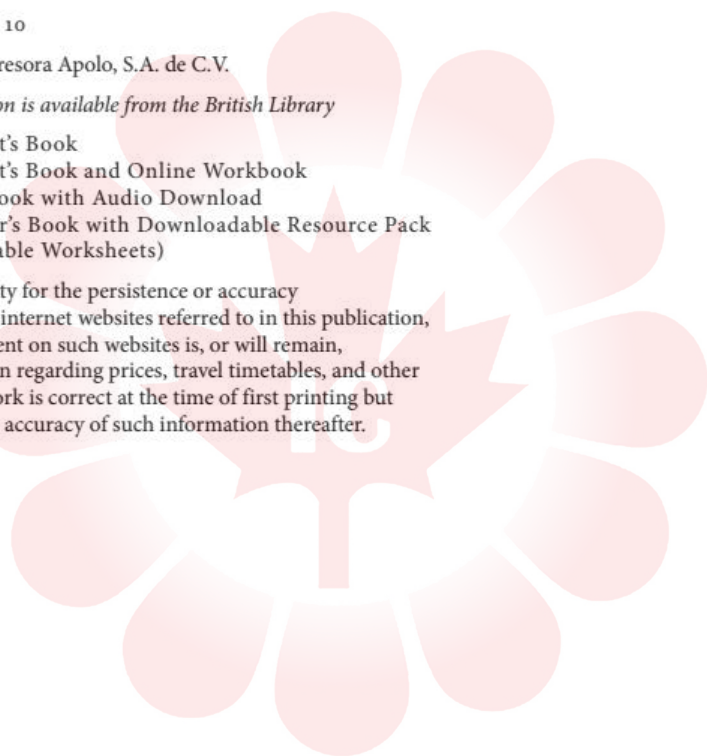 10
resora Apolo, S.A. de C.V.
on is available from the British Library
t's Book
t's Book and Online Workbook
ook with Audio Download
r's Book with Downloadable Resource Pack
able Worksheets)
ty for the persistence or accuracy
internet websites referred to in this publication,
ent on such websites is, or will remain,
n regarding prices, travel timetables, and other
ork is correct at the time of first printing but
accuracy of such information thereafter.
IC